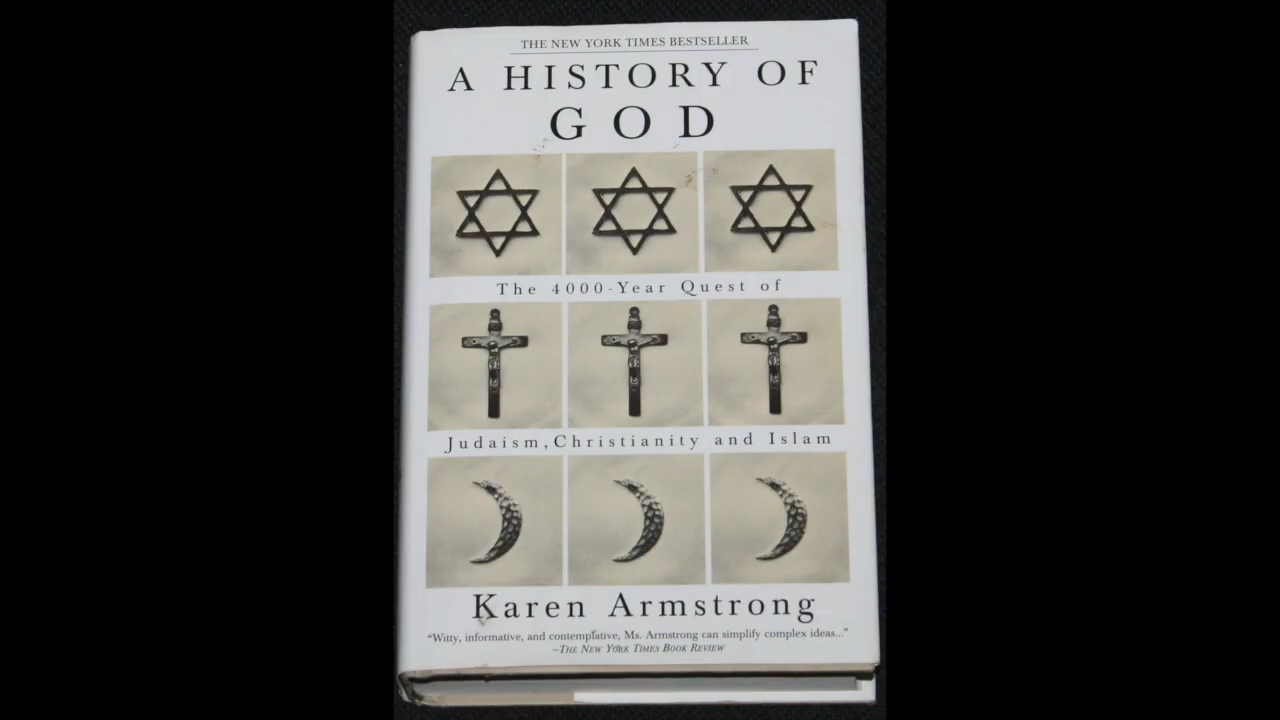 THE NEW YORK TIMES BESTSELLER
A HISTORY OF
GOD
The 4000-Year Quest of
Judaism, Christianity and Islam
Karen Armstrong
“Witty, informative, and contemplative, Ms. Armstrong can simplify complex ideas...”
–THE NEW YORK TIMES BOOK REVIEW